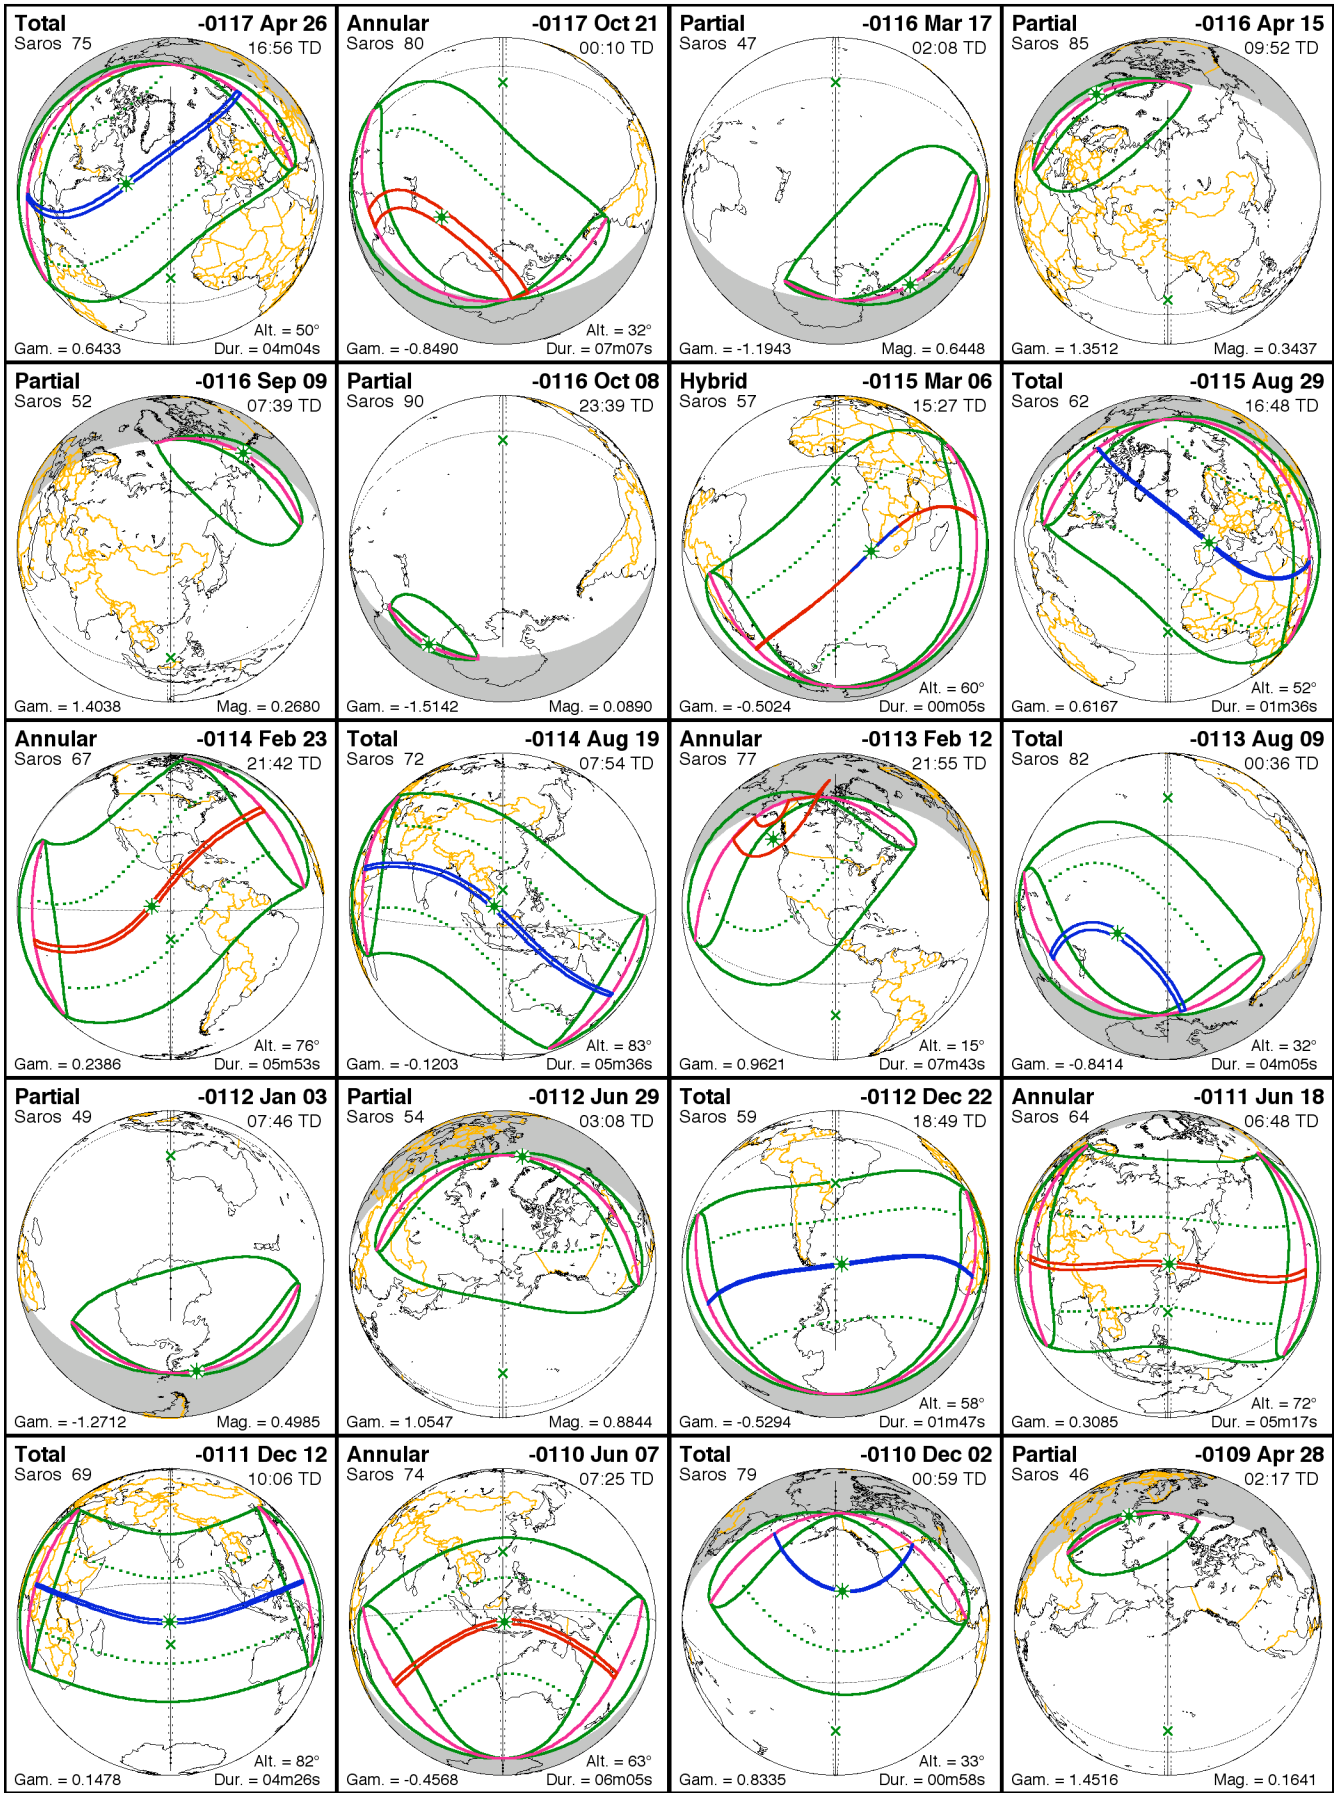 Total -0117 Apr 26
Saros 75 16:56 TD
Alt. = 50°
Gam. = 0.6433 Dur. = 04m04s
Annular -0117 Oct 21
Saros 80 00:10 TD
Alt. = 32°
Gam. = -0.8490 Dur. = 07m07s
Partial -0116 Mar 17
Saros 47 02:08 TD
Gam. = -1.1943 Mag. = 0.6448
Partial -0116 Apr 15
Saros 85 09:52 TD
Gam. = 1.3512 Mag. = 0.3437
Partial -0116 Sep 09
Saros 52 07:39 TD
Gam. = 1.4038 Mag. = 0.2680
Partial -0116 Oct 08
Saros 90 23:39 TD
Gam. = -1.5142 Mag. = 0.0890
Hybrid -0115 Mar 06
Saros 57 15:27 TD
Alt. = 60°
Gam. = -0.5024 Dur. = 00m05s
Total -0115 Aug 29
Saros 62 16:48 TD
Alt. = 52°
Gam. = 0.6167 Dur. = 01m36s
Annular -0114 Feb 23
Saros 67 21:42 TD
Alt. = 76°
Gam. = 0.2386 Dur. = 05m53s
Total -0114 Aug 19
Saros 72 07:54 TD
Alt. = 83°
Gam. = -0.1203 Dur. = 05m36s
Annular -0113 Feb 12
Saros 77 21:55 TD
Alt. = 15°
Gam. = 0.9621 Dur. = 07m43s
Total -0113 Aug 09
Saros 82 00:36 TD
Alt. = 32°
Gam. = -0.8414 Dur. = 04m05s
Partial -0112 Jan 03
Saros 49 07:46 TD
Gam. = -1.2712 Mag. = 0.4985
Partial -0112 Jun 29
Saros 54 03:08 TD
Gam. = 1.0547 Mag. = 0.8844
Total -0112 Dec 22
Saros 59 18:49 TD
Alt. = 58°
Gam. = -0.5294 Dur. = 01m47s
Annular -0111 Jun 18
Saros 64 06:48 TD
Alt. = 72°
Gam. = 0.3085 Dur. = 05m17s
Total -0111 Dec 12
Saros 69 10:06 TD
Alt. = 82°
Gam. = 0.1478 Dur. = 04m26s
Annular -0110 Jun 07
Saros 74 07:25 TD
Alt. = 63°
Gam. = -0.4568 Dur. = 06m05s
Total -0110 Dec 02
Saros 79 00:59 TD
Alt. = 33°
Gam. = 0.8335 Dur. = 00m58s
Partial -0109 Apr 28
Saros 46 02:17 TD
Gam. = 1.4516 Mag. = 0.1641